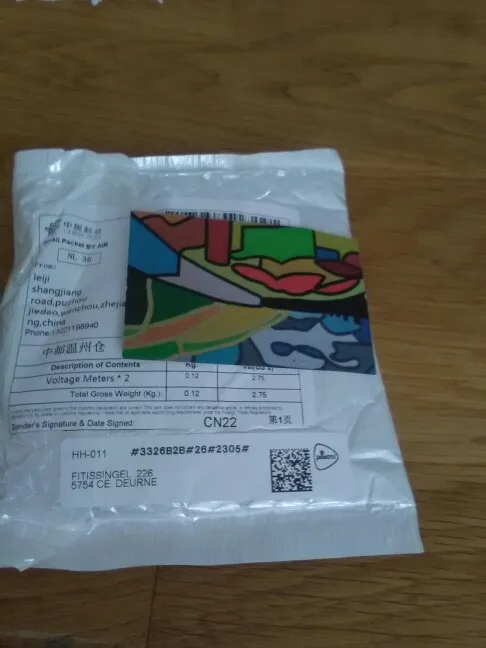 中国邮政
Small Packet BY AIR
NL 36
From:
leiji
shangjiang
road,puzhou
jiedao,wenzhou,zhejia
ng,china
Phone:
中邮温州仓
Description of Contents
Kg.
Voltage Meters * 2
0.12
2.75
Total Gross Weight (Kg.)
0.12
2.75
Sender's Signature & Date Signed
CN22
第1页
HH-011
#3326B2B#26#2305#
FITISSINGEL 226
5754 CE DEURNE